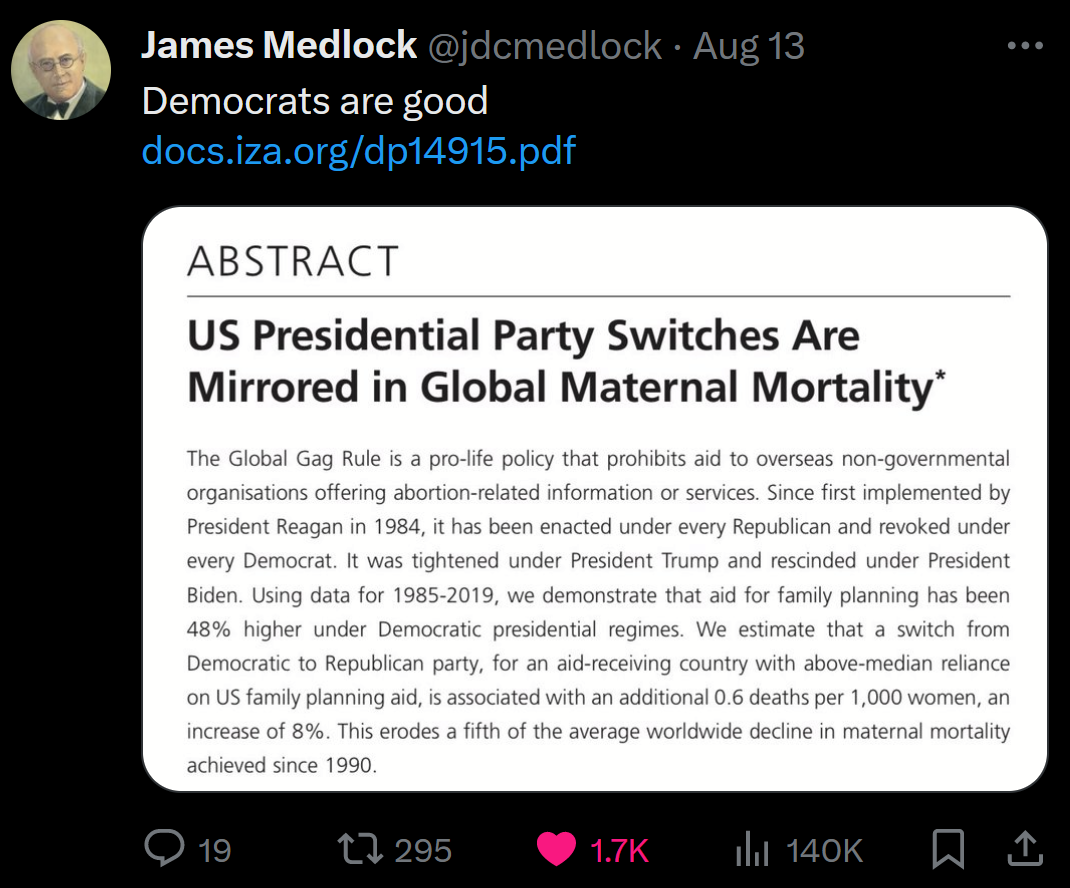 James Medlock @jdcmedlock · Aug 13
Democrats are good
docs.iza.org/dp14915.pdf
ABSTRACT
US Presidential Party Switches Are
Mirrored in Global Maternal Mortality*
The Global Gag Rule is a pro-life policy that prohibits aid to overseas non-governmental
organisations offering abortion-related information or services. Since first implemented by
President Reagan in 1984, it has been enacted under every Republican and revoked under
every Democrat. It was tightened under President Trump and rescinded under President
Biden. Using data for 1985-2019, we demonstrate that aid for family planning has been
48% higher under Democratic presidential regimes. We estimate that a switch from
Democratic to Republican party, for an aid-receiving country with above-median reliance
on US family planning aid, is associated with an additional 0.6 deaths per 1,000 women, an
increase of 8%. This erodes a fifth of the average worldwide decline in maternal mortality
achieved since 1990.
19 295 1.7K 140K